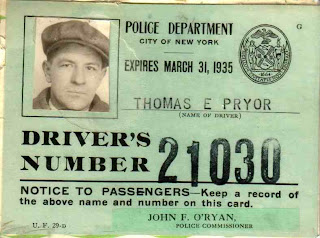 POLICE DEPARTMENT
G
CITY OF NEW YORK
EXPIRES MARCH 31, 1935
THOMAS E PRYOR
(NAME OF DRIVER)
DRIVER'S
NUMBER 21030
NOTICE TO PASSENGERS—Keep a record of
the above name and number on this card.
JOHN F. O'RYAN,
U. F. 29-D
POLICE COMMISSIONER